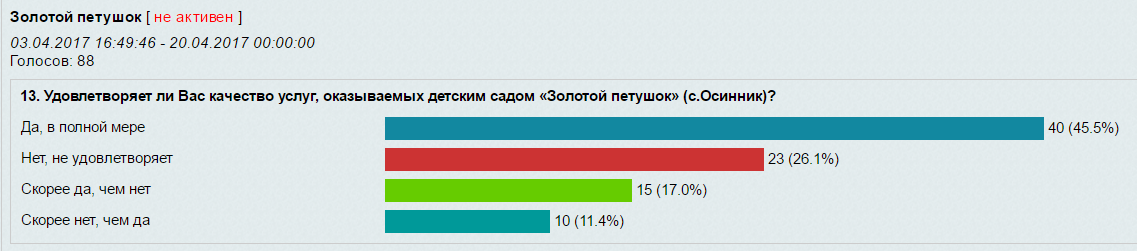 Золотой петушок [ не активен ]
03.04.2017 16:49:46 - 20.04.2017 00:00:00
Голосов: 88
13. Удовлетворяет ли Вас качество услуг, оказываемых детским садом «Золотой петушок» (с.Осинник)?
Да, в полной мере 40 (45.5%)
Нет, не удовлетворяет 23 (26.1%)
Скорее да, чем нет 15 (17.0%)
Скорее нет, чем да 10 (11.4%)